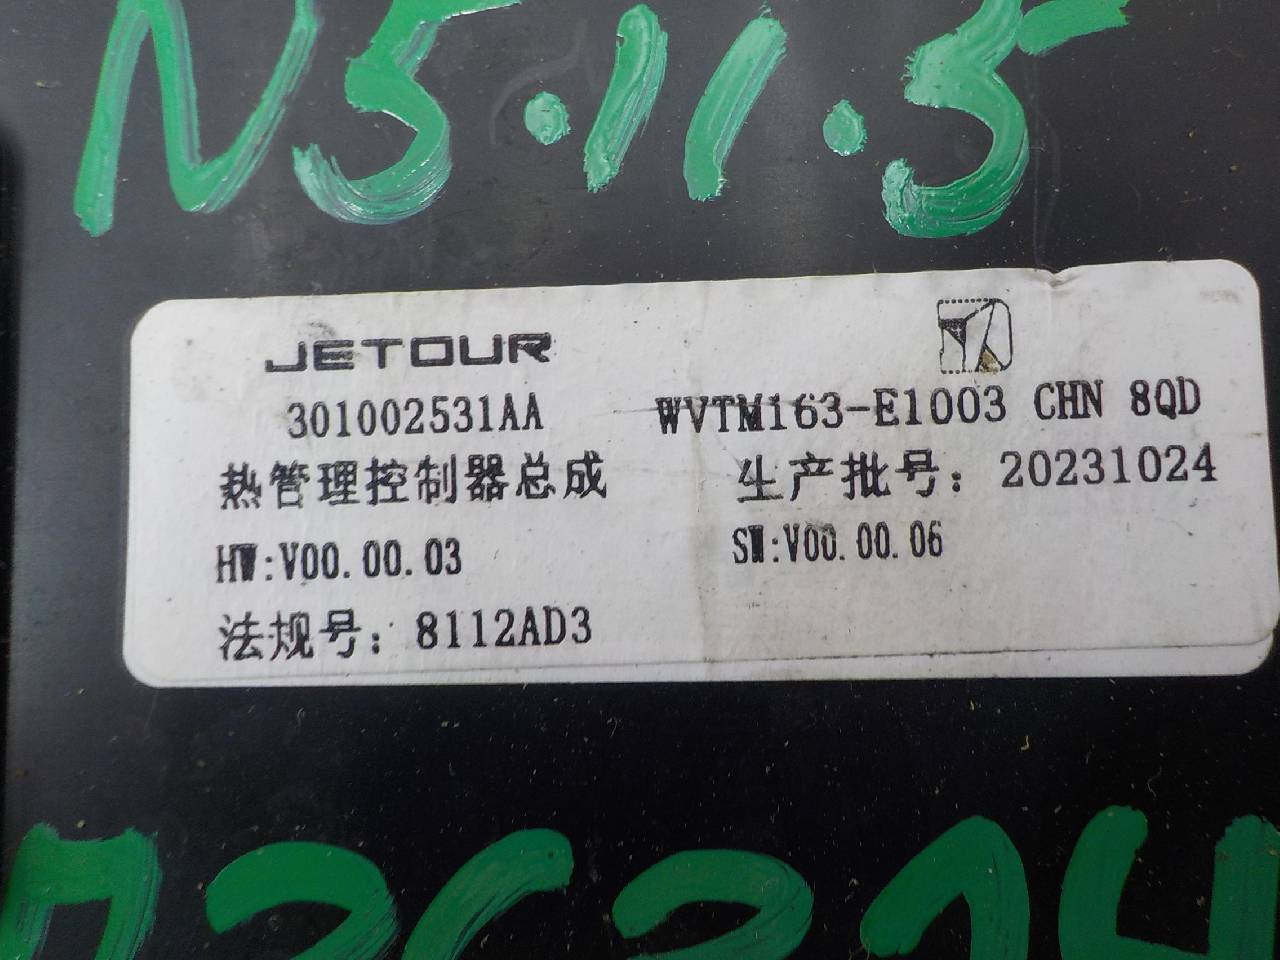 N5.11.5
JETOUR
301002531AA WVTM163-E1003 CHN 8QD
热管理控制器总成 生产批号: 20231024
HW:V00.00.03 SW:V00.00.06
法规号: 8112AD3